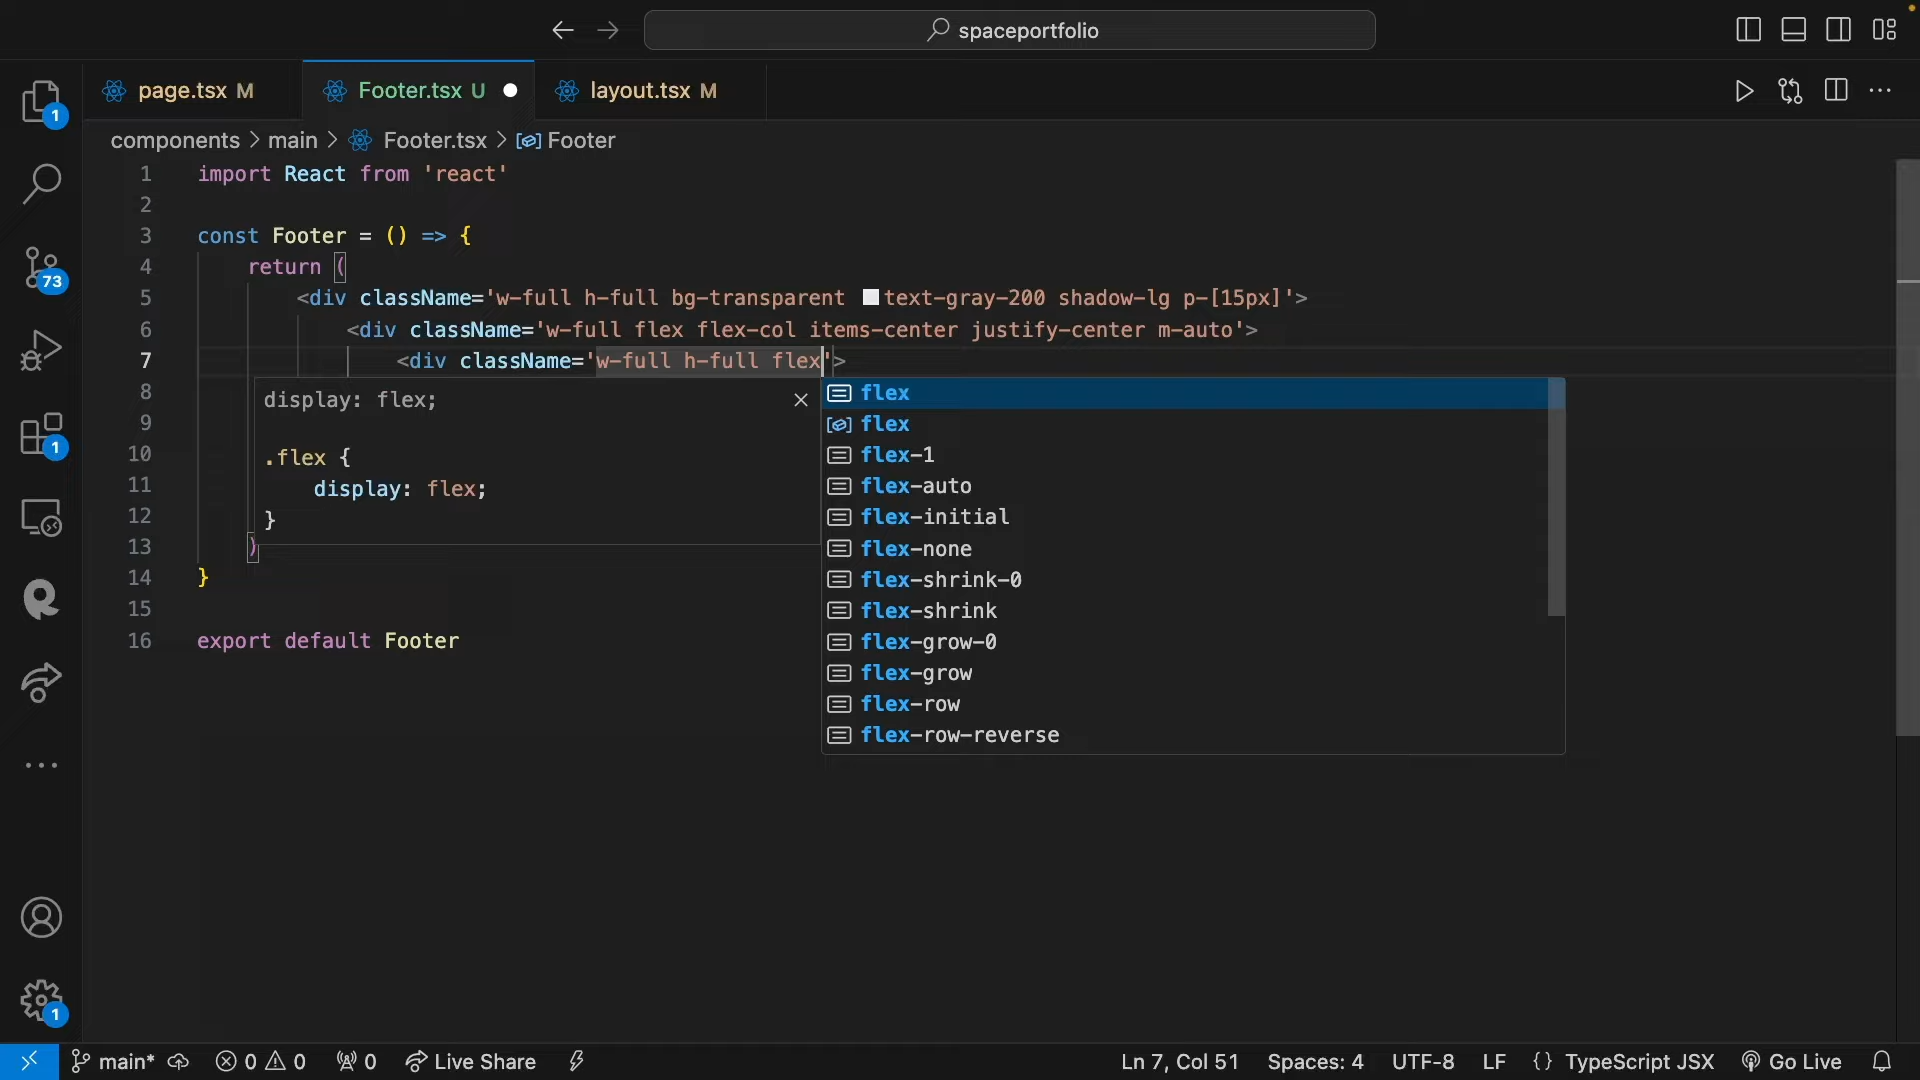 spaceportfolio
page.tsx M
Footer.tsx U
layout.tsx M
components > main > Footer.tsx > Footer
1 import React from 'react'
2
3 const Footer = () => {
4 return (
5 <div className='w-full h-full bg-transparent text-gray-200 shadow-lg p-[15px]'>
6 <div className='w-full flex flex-col items-center justify-center m-auto'>
7 <div className='w-full h-full flex'>
8
9
10
11
12
13 )
14 }
15
16 export default Footer
display: flex;
.flex {
display: flex;
}
flex
flex
flex-1
flex-auto
flex-initial
flex-none
flex-shrink-0
flex-shrink
flex-grow-0
flex-grow
flex-row
flex-row-reverse
1
73
1
1
main* 0 0 0 Live Share Ln 7, Col 51 Spaces: 4 UTF-8 LF {} TypeScript JSX Go Live